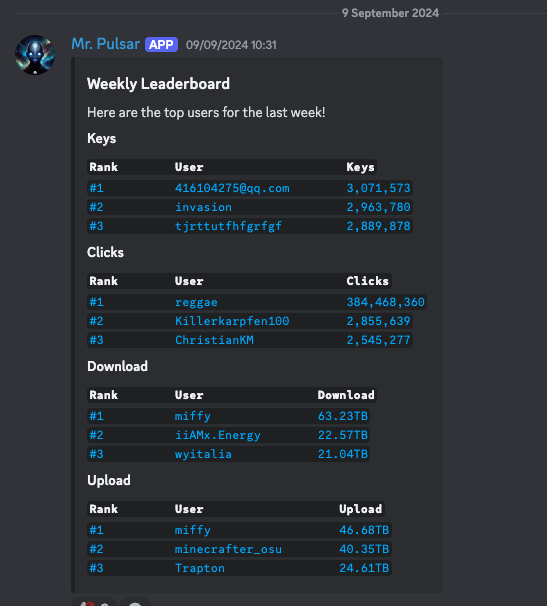 9 September 2024
Mr. Pulsar APP 09/09/2024 10:31
Weekly Leaderboard
Here are the top users for the last week!
Keys
Rank User Keys
#1 416104275@qq.com 3,071,573
#2 invasion 2,963,780
#3 tjrttutfhfgrfgf 2,889,878
Clicks
Rank User Clicks
#1 reggae 384,468,360
#2 Killerkarpfen100 2,855,639
#3 ChristianKM 2,545,277
Download
Rank User Download
#1 miffy 63.23TB
#2 iiAMx.Energy 22.57TB
#3 wyitalia 21.04TB
Upload
Rank User Upload
#1 miffy 46.68TB
#2 minecrafter_osu 40.35TB
#3 Trapton 24.61TB